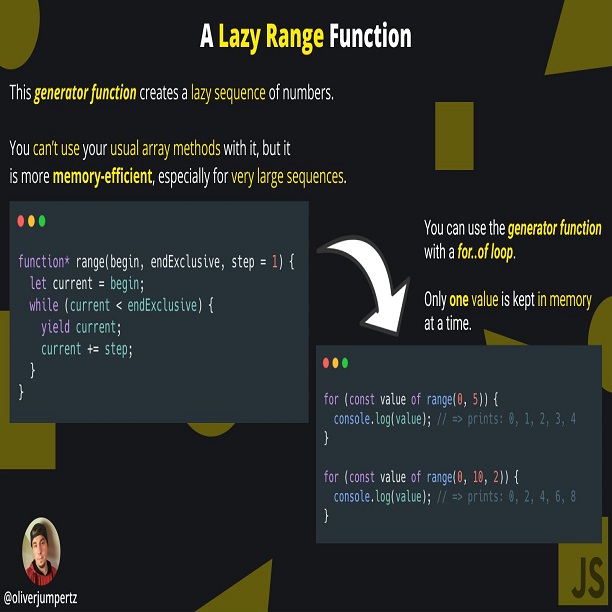 A Lazy Range Function
This generator function creates a lazy sequence of numbers.
You can't use your usual array methods with it, but it
is more memory-efficient, especially for very large sequences.
function* range(begin, endExclusive, step = 1) {
  let current = begin;
  while (current < endExclusive) {
    yield current;
    current += step;
  }
}
You can use the generator function
with a for..of loop.
Only one value is kept in memory
at a time.
for (const value of range(0, 5)) {
  console.log(value); // => prints: 0, 1, 2, 3, 4
}
for (const value of range(0, 10, 2)) {
  console.log(value); // => prints: 0, 2, 4, 6, 8
}
@oliverjumpertz
JS